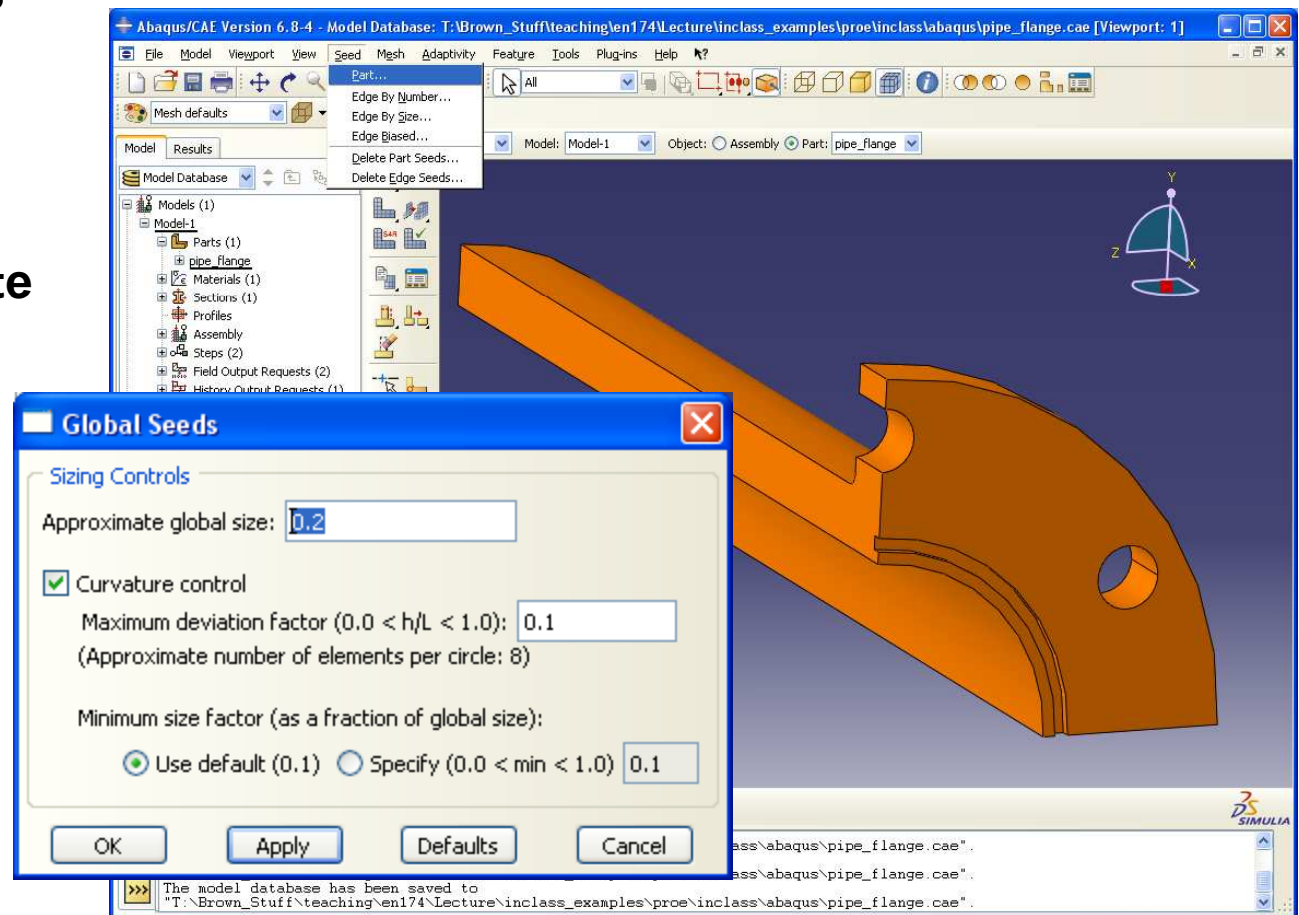 te
Abaqus/CAE Version 6.8-4 - Model Database: T:\Brown_Stuff\teaching\en174\Lecture\inclass_examples\proe\inclass\abaqus\pipe_flange.cae [Viewport: 1]
File Model Viewport View Seed Mesh Adaptivity Feature Tools Plug-ins Help
Part...
Edge By Number...
Edge By Size...
Edge Biased...
Delete Part Seeds...
Delete Edge Seeds...
All
Mesh defaults
Model Results
Model: Model-1 Object: Assembly Part: pipe_flange
Model Database
Models (1)
Model-1
Parts (1)
pipe_flange
Materials (1)
Sections (1)
Profiles
Assembly
Steps (2)
Field Output Requests (2)
History Output Requests (1)
Y
Z
X
Global Seeds
Sizing Controls
Approximate global size: 0.2
Curvature control
Maximum deviation factor (0.0 < h/L < 1.0): 0.1
(Approximate number of elements per circle: 8)
Minimum size factor (as a fraction of global size):
Use default (0.1) Specify (0.0 < min < 1.0) 0.1
OK Apply Defaults Cancel
SIMULIA
ass\abaqus\pipe_flange.cae".
ass\abaqus\pipe_flange.cae".
The model database has been saved to
"T:\Brown_Stuff\teaching\en174\Lecture\inclass_examples\proe\inclass\abaqus\pipe_flange.cae".